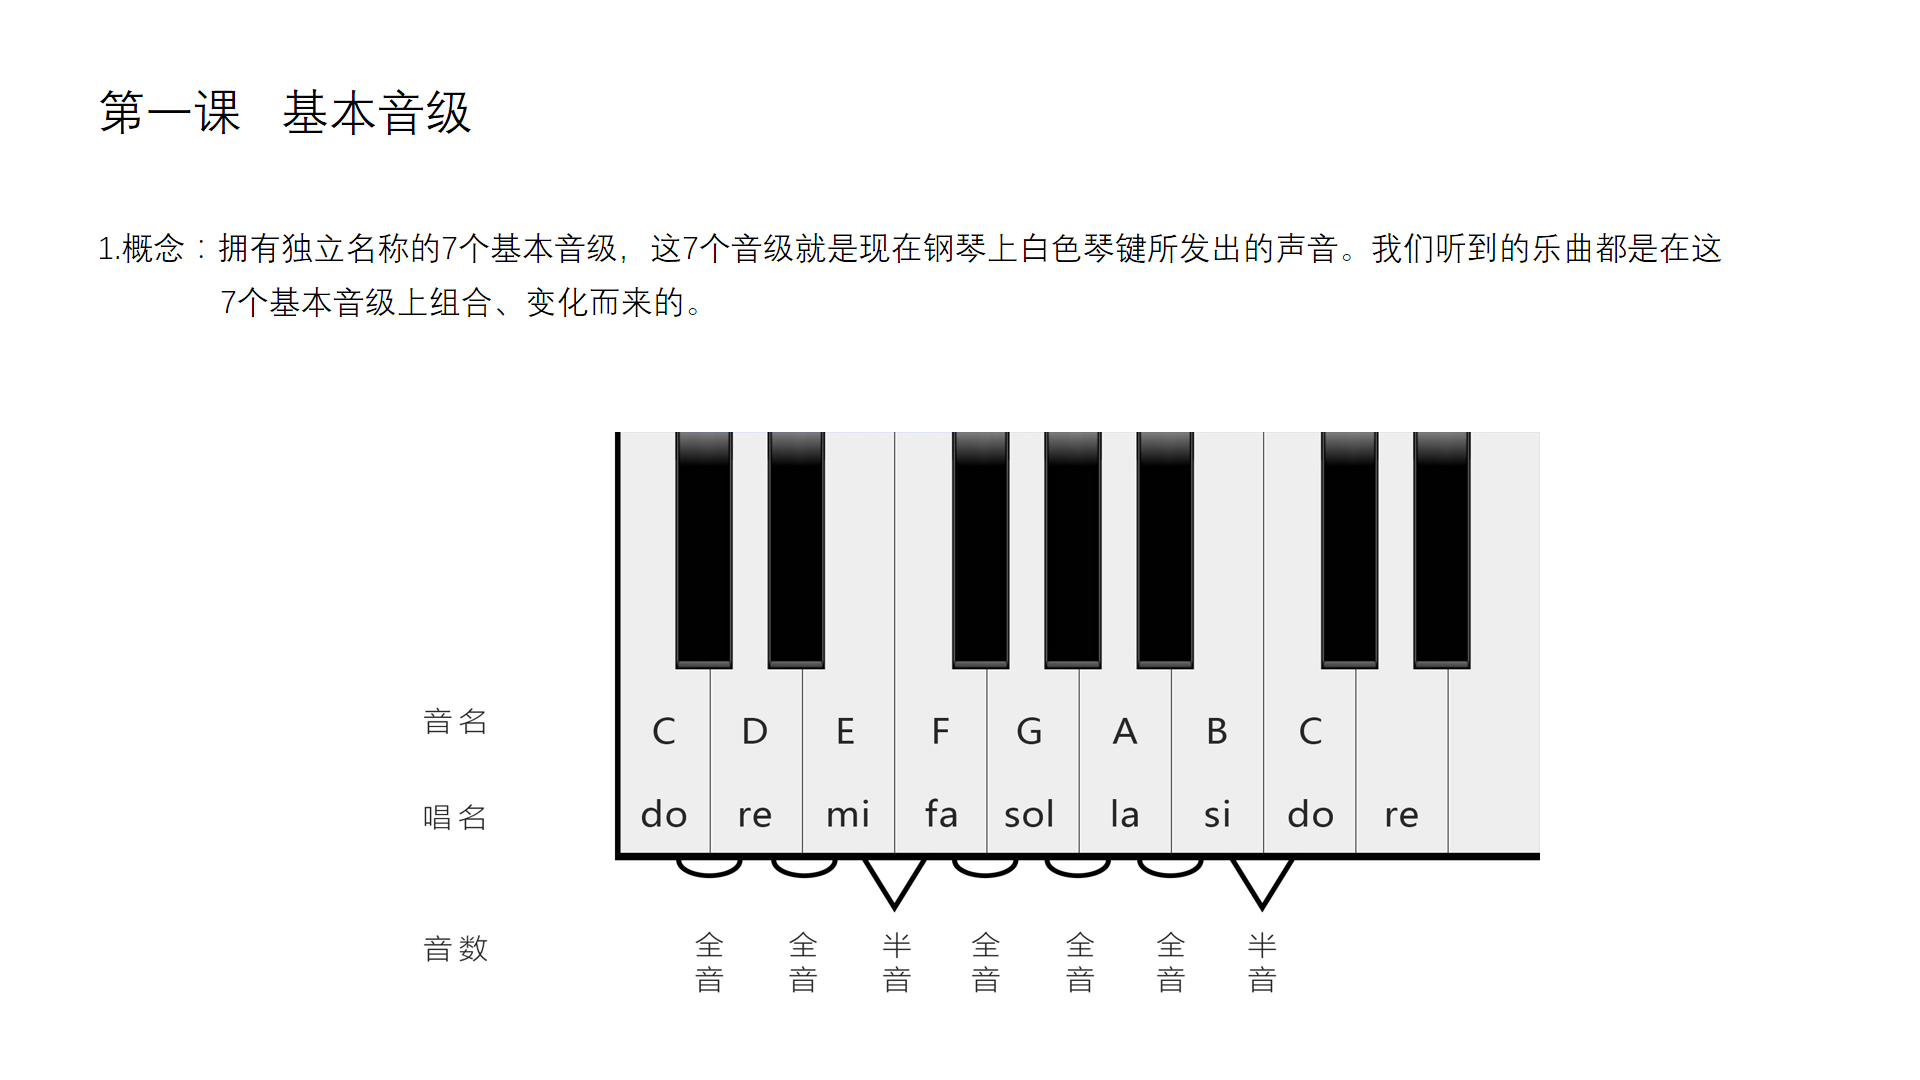 第一课 基本音级
1.概念：拥有独立名称的7个基本音级，这7个音级就是现在钢琴上白色琴键所发出的声音。我们听到的乐曲都是在这
7个基本音级上组合、变化而来的。
音名 C D E F G A B C
唱名 do re mi fa sol la si do re
音数 全音 全音 半音 全音 全音 全音 半音